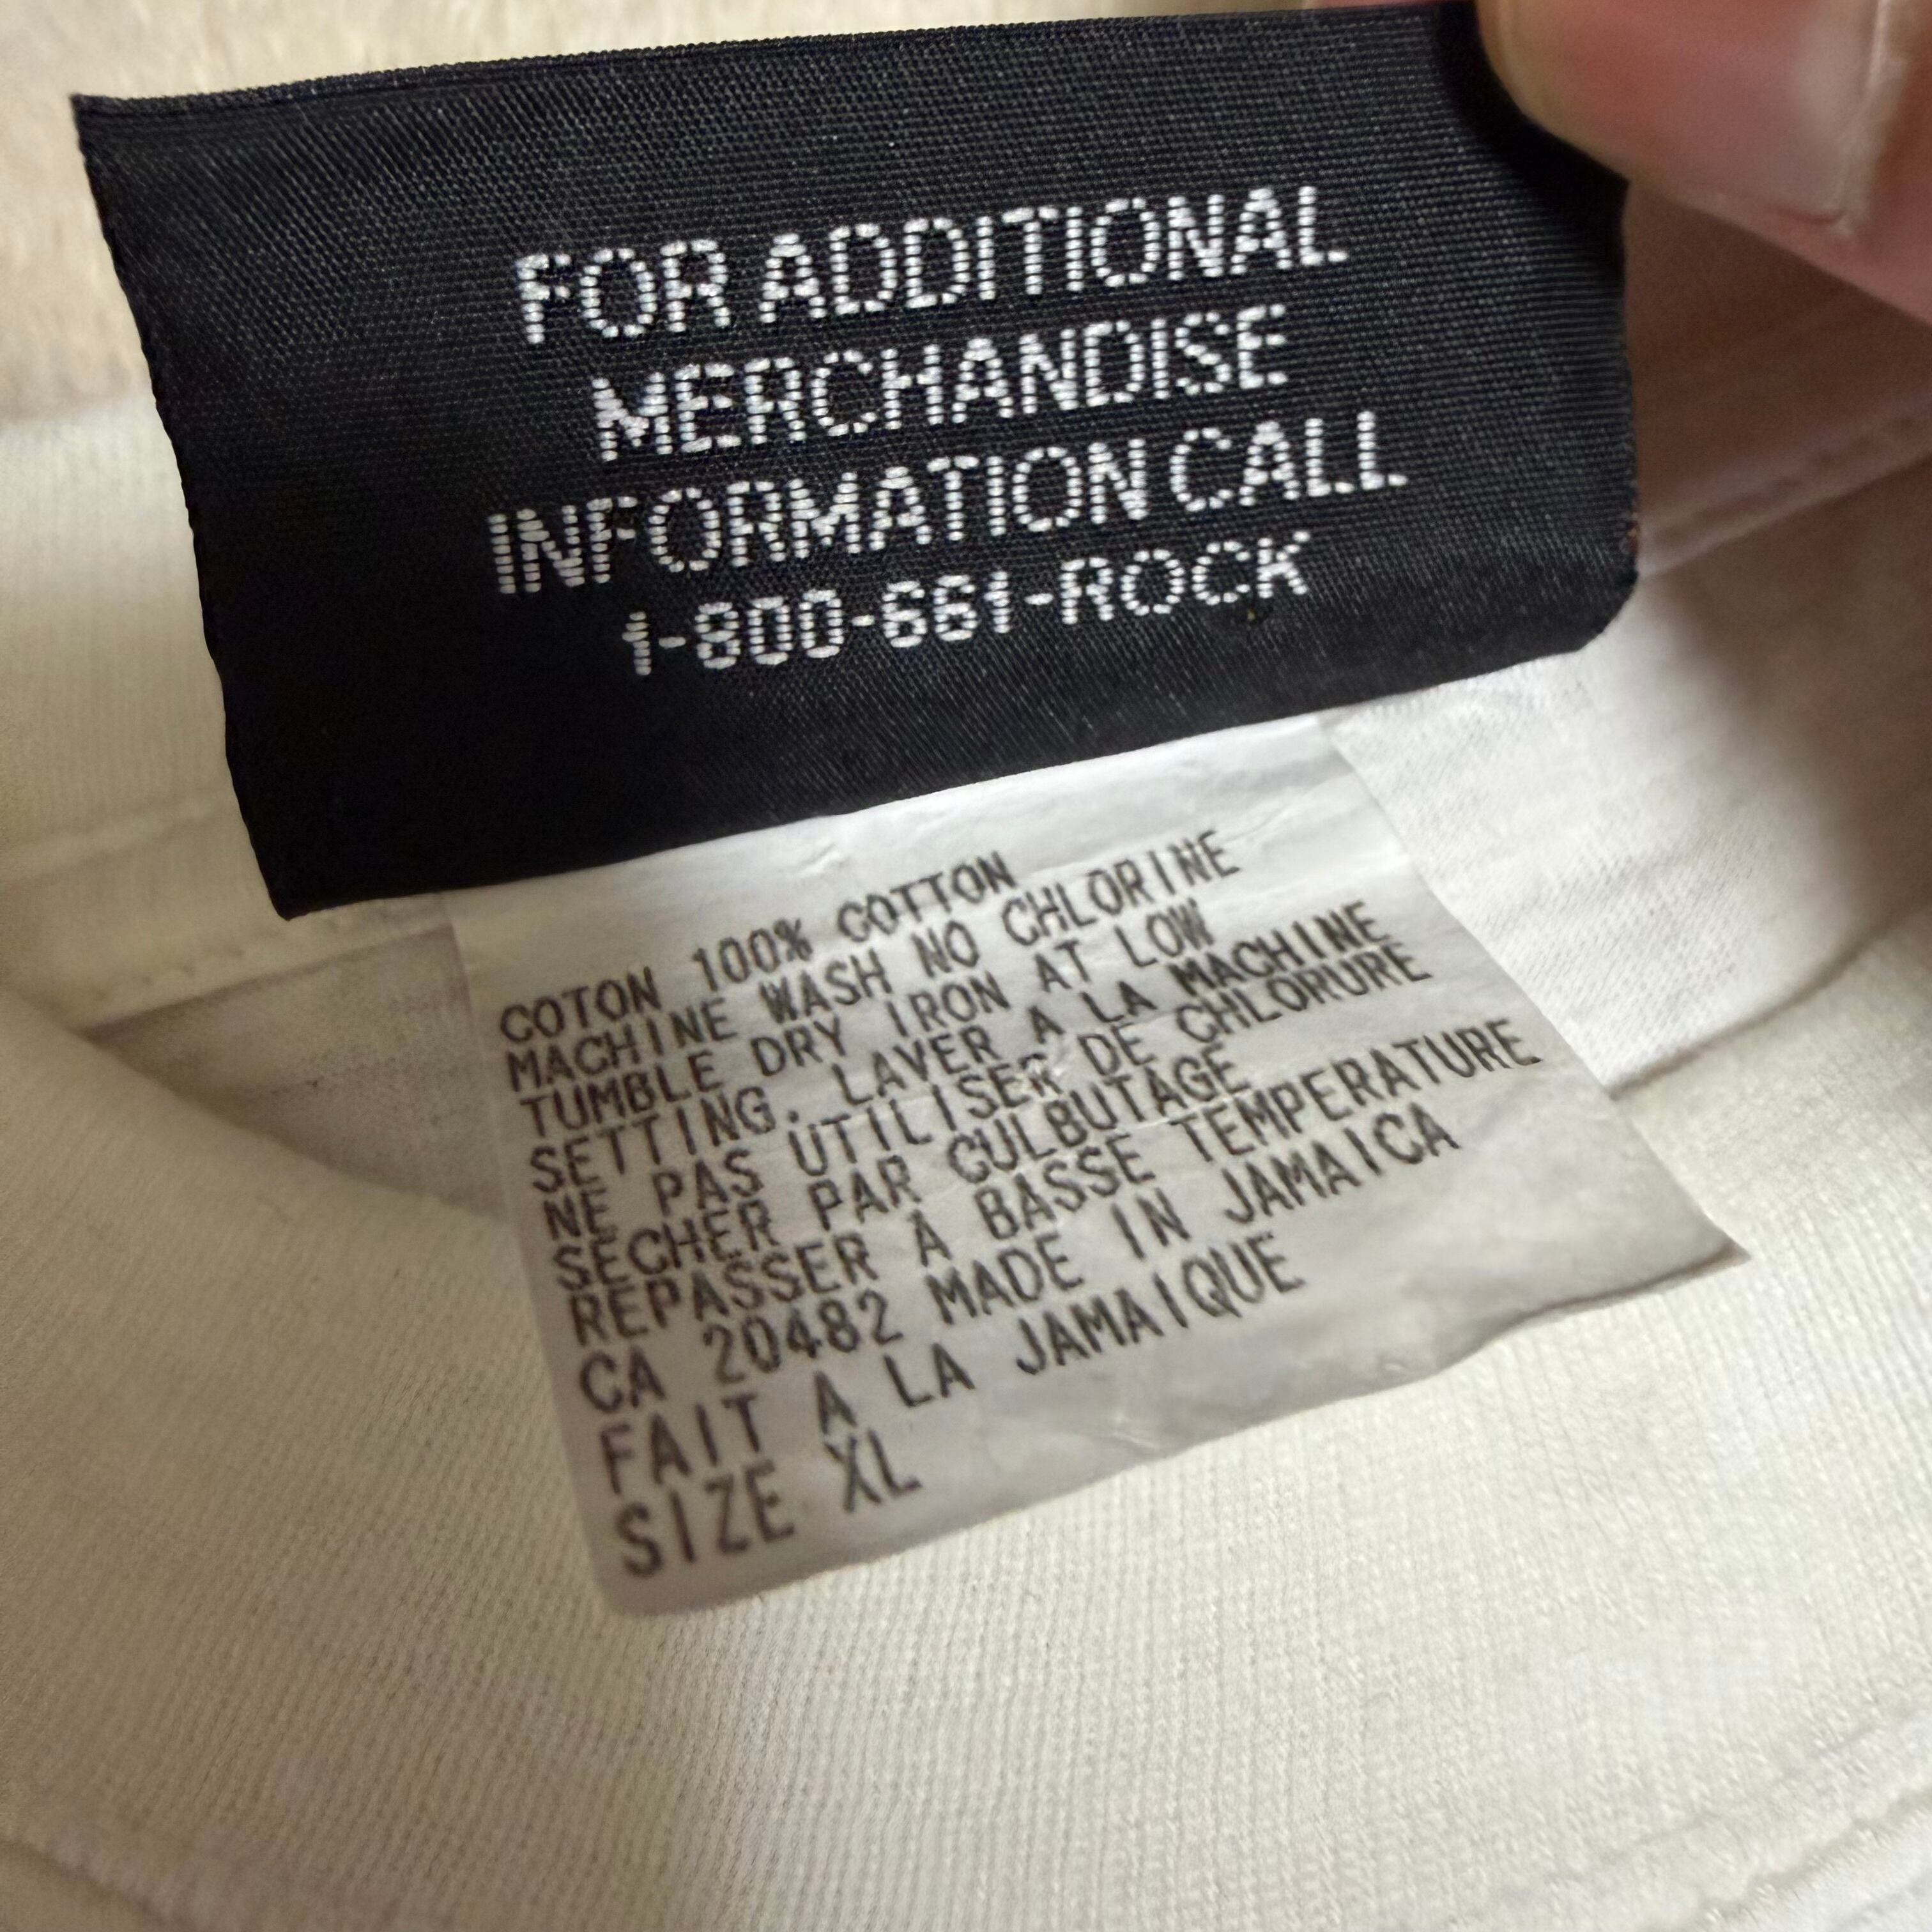 FOR ADDITIONAL
MERCHANDISE
INFORMATION CALL
1-800-661-ROCK
COTON 100% COTTON
MACHINE WASH NO CHLORINE
TUMBLE DRY IRON AT LOW
SETTING. LAVER A LA MACHINE
NE PAS UTILISER DE CHLORURE
SECHER PAR CULBUTAGE
REPASSER A BASSE TEMPERATURE
CA 20482 MADE IN JAMAICA
FAIT A LA JAMAIQUE
SIZE XL